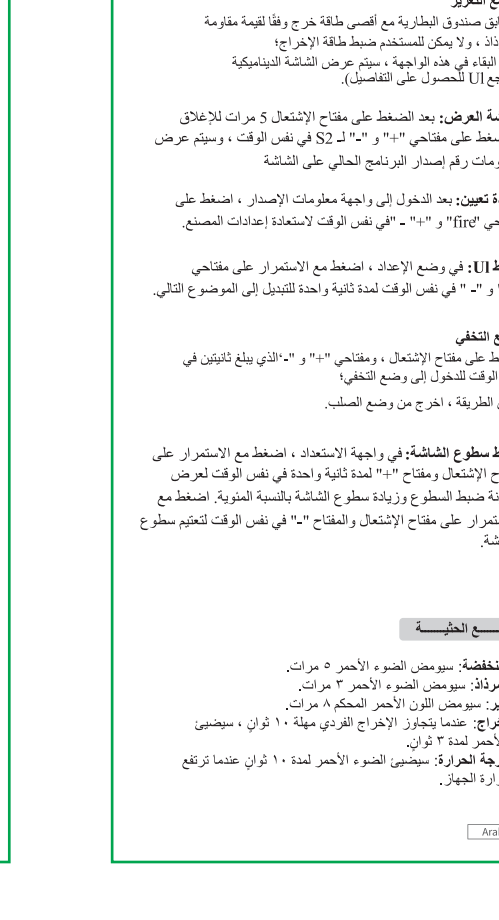 ابق صندوق البطارية مع أقصى طاقة خرج وفقًا لقيمة مقاومة
ذاذ ، ولا يمكن للمستخدم ضبط طاقة الإخراج؛
البقاء في هذه الواجهة ، سيتم عرض الشاشة الديناميكية
جع UI للحصول على التفاصيل).
ة العرض: بعد الضغط على مفتاح الإشتعال 5 مرات للإغلاق
ضغط على مفتاحي "+" و "-" لـ S2 في نفس الوقت ، وسيتم عرض
ومات رقم إصدار البرنامج الحالي على الشاشة
دة تعيين: بعد الدخول إلى واجهة معلومات الإصدار ، اضغط على
حي "fire" و "+" - "في نفس الوقت لاستعادة إعدادات المصنع.
ط UI: في وضع الإعداد ، اضغط مع الاستمرار على مفتاحي
" و "- " في نفس الوقت لمدة ثانية واحدة للتبديل إلى الموضوع التالي.
ع التخفي
ط على مفتاح الإشتعال ، ومفتاحي "+" و "-"الذي يبلغ ثانيتين في
الوقت للدخول إلى وضع التخفي؛
الطريقة ، اخرج من وضع الصلب.
ط سطوع الشاشة: في واجهة الاستعداد ، اضغط مع الاستمرار على
ح الإشتعال ومفتاح "+" لمدة ثانية واحدة في نفس الوقت لعرض
نة ضبط السطوع وزيادة سطوع الشاشة بالنسبة المئوية. اضغط مع
تمرار على مفتاح الإشتعال والمفتاح "-" في نفس الوقت لتعتيم سطوع
شة.
ـع الحثيـة
نخفضة: سيومض الضوء الأحمر ٥ مرات.
مرذاذ: سيومض الضوء الأحمر ٣ مرات.
ير: سيومض اللون الأحمر المحكم ٨ مرات.
راج: عندما يتجاوز الإخراج الفردي مهلة ١٠ ثوانٍ ، سيضيئ
لأحمر لمدة ٣ ثوانٍ.
رجة الحرارة: سيضيئ الضوء الأحمر لمدة ١٠ ثوانٍ عندما ترتفع
رارة الجهاز.
Ara